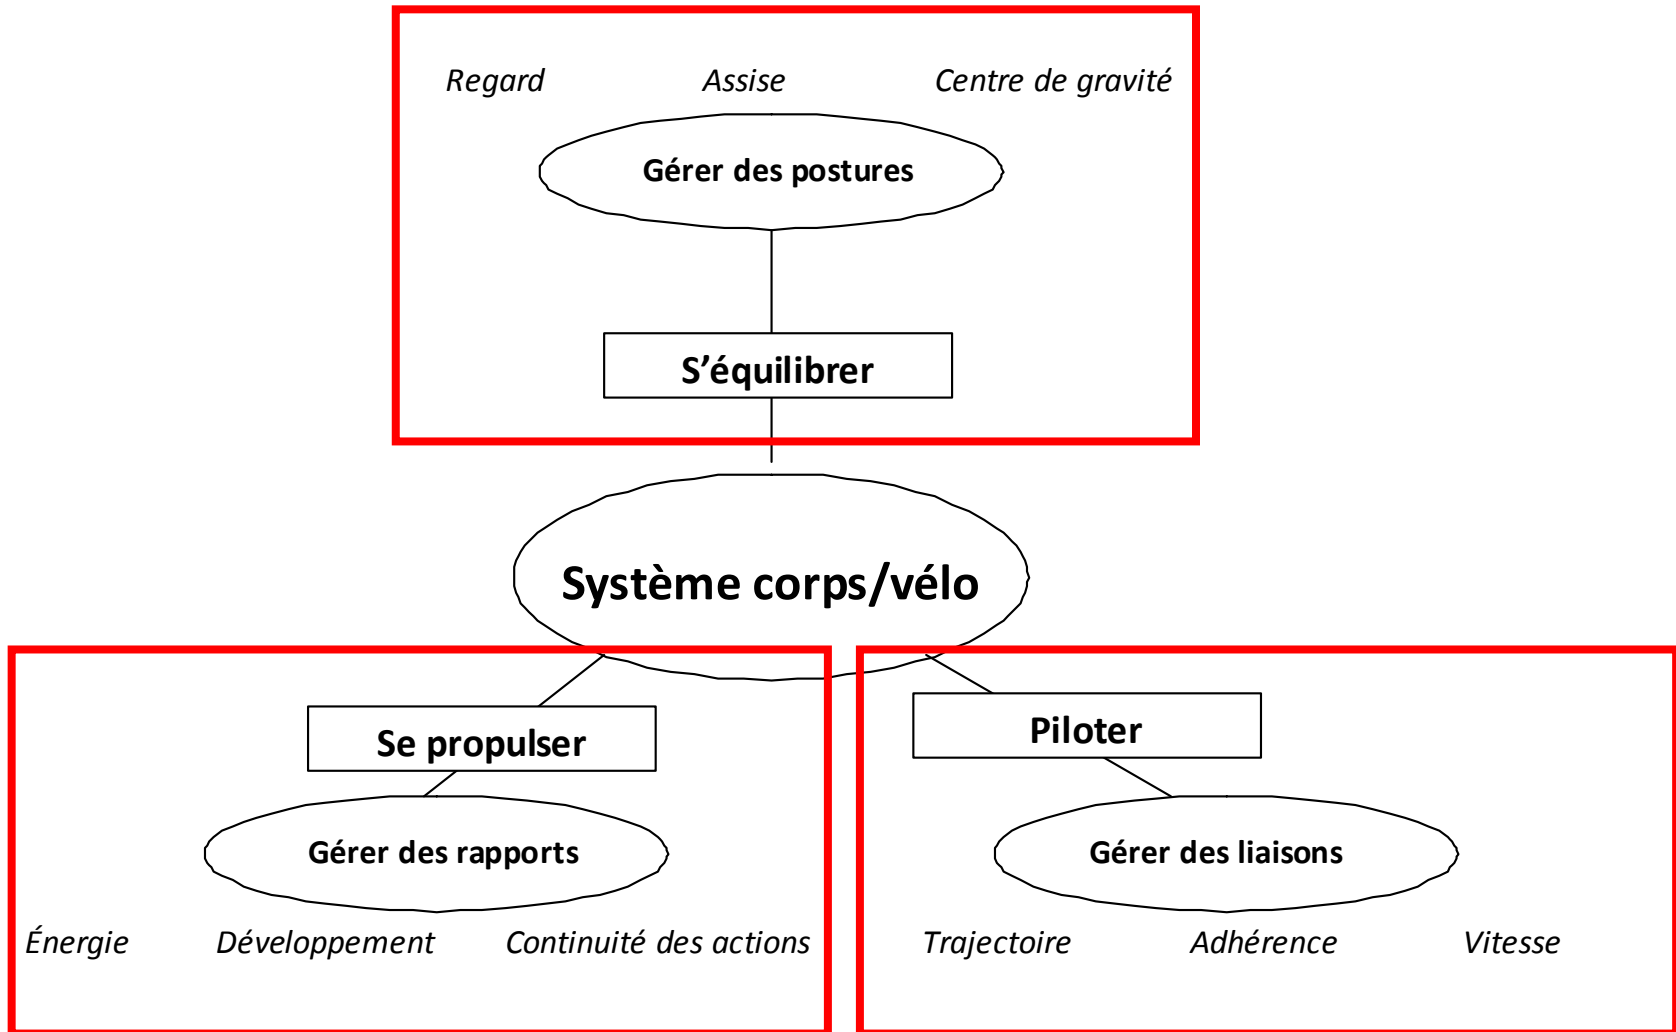 Regard Assise Centre de gravité
Gérer des postures
S’équilibrer
Système corps/vélo
Se propulser
Gérer des rapports
Énergie Développement Continuité des actions
Piloter
Gérer des liaisons
Trajectoire Adhérence Vitesse